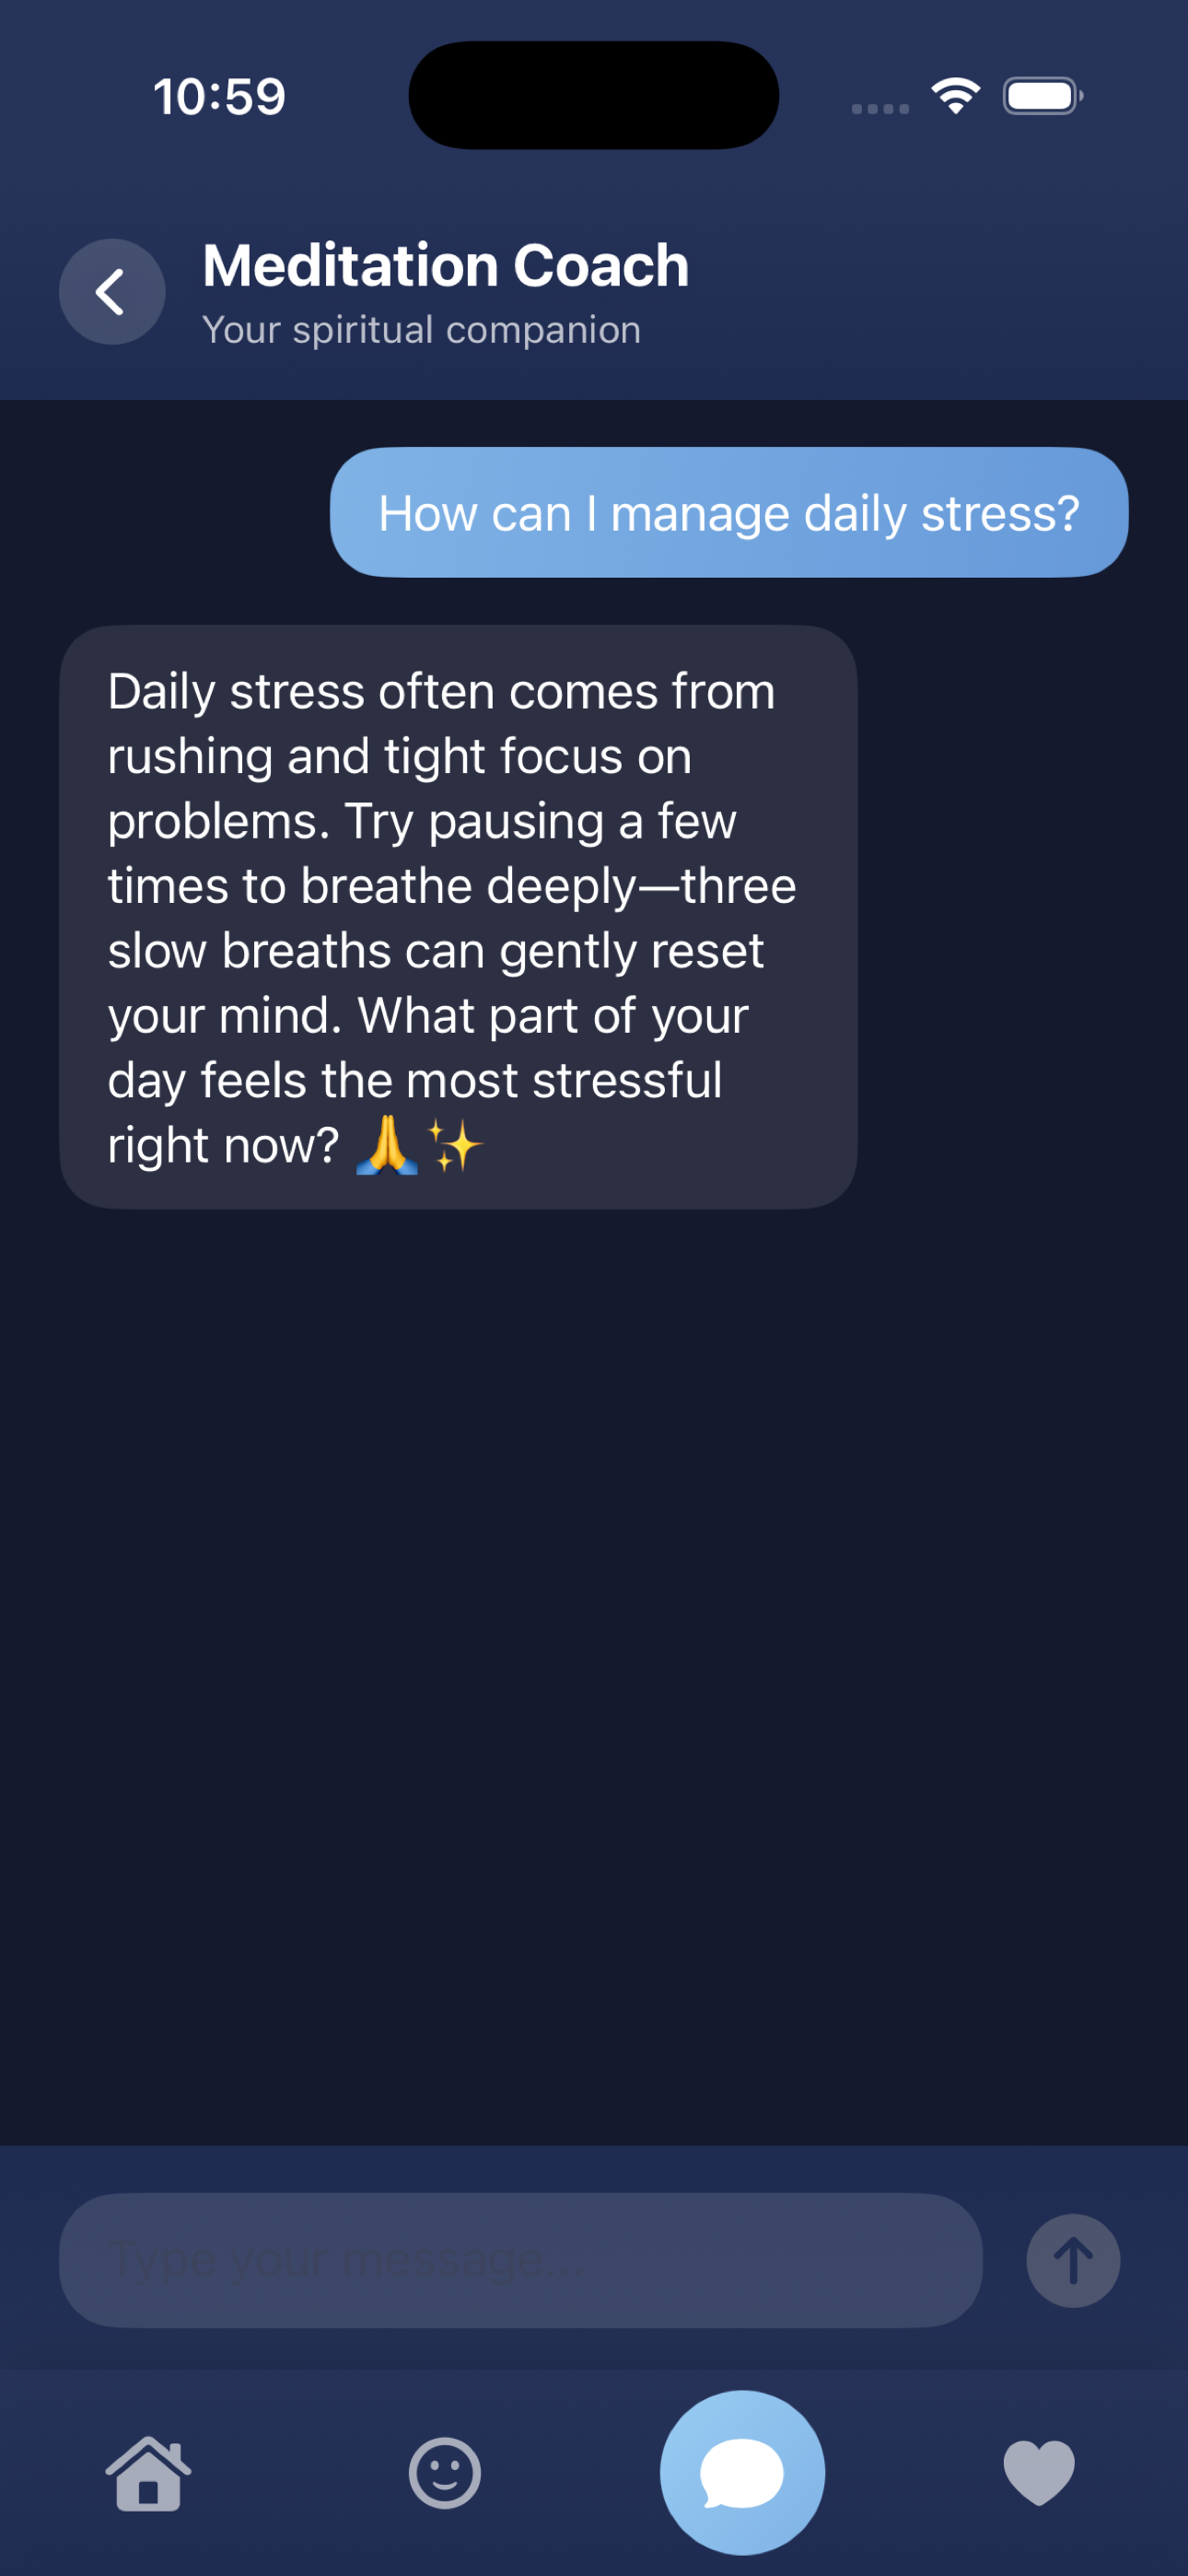 10:59
Meditation Coach
Your spiritual companion
How can I manage daily stress?
Daily stress often comes from
rushing and tight focus on
problems. Try pausing a few
times to breathe deeply—three
slow breaths can gently reset
your mind. What part of your
day feels the most stressful
right now? 🙏✨
Type your message...